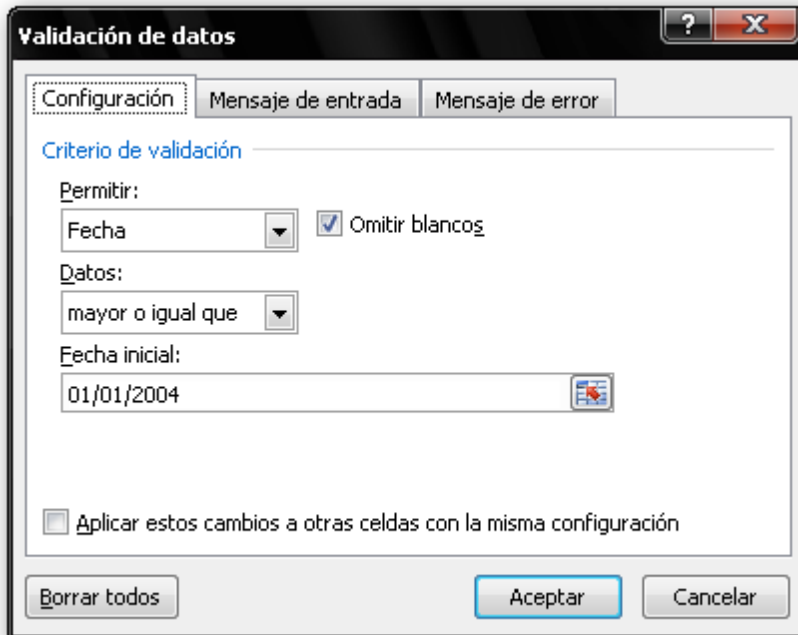 Validación de datos
?
X
Configuración
Mensaje de entrada
Mensaje de error
Criterio de validación
Permitir:
Fecha
Omitir blancos
Datos:
mayor o igual que
Fecha inicial:
01/01/2004
Aplicar estos cambios a otras celdas con la misma configuración
Borrar todos
Aceptar
Cancelar